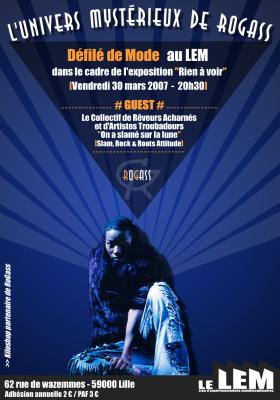 L'UNIVERS MYSTÉRIEUX DE ROGASS
Défilé de Mode au LEM
dans le cadre de l'exposition "Rien à voir"
[Vendredi 30 mars 2007 - 20h30]
# GUEST #
Le Collectif de Rêveurs Acharnés
et d'Artistes Troubadours
"On a slamé sur la lune"
[Slam, Rock & Roots Attitude]
ROGASS
>> Kiloshop partenaire de RoGass
62 rue de wazemmes - 59000 Lille
Adhésion annuelle 2 € / PAF 3 €
LE LEM